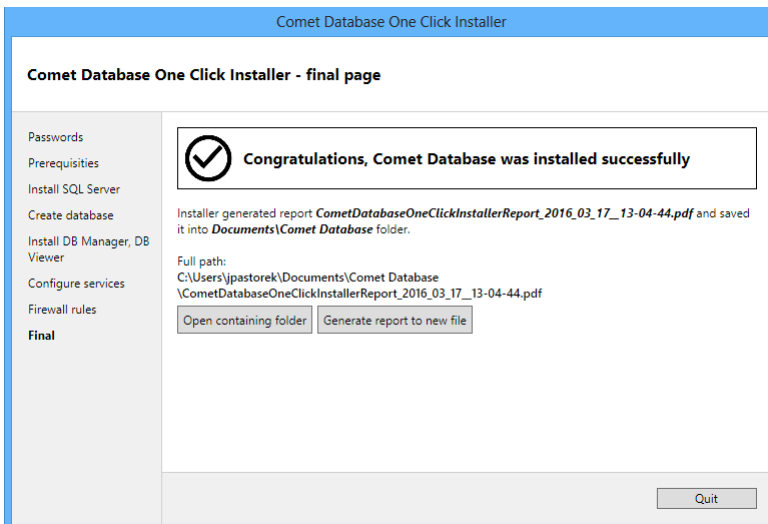 Comet Database One Click Installer
Comet Database One Click Installer - final page
Passwords
Prerequisities
Install SQL Server
Create database
Install DB Manager, DB
Viewer
Configure services
Firewall rules
Final
Congratulations, Comet Database was installed successfully
Installer generated report CometDatabaseOneClickInstallerReport_2016_03_17__13-04-44.pdf and saved
it into Documents\Comet Database folder.
Full path:
C:\Users\jpastorek\Documents\Comet Database
\CometDatabaseOneClickInstallerReport_2016_03_17__13-04-44.pdf
Open containing folder
Generate report to new file
Quit